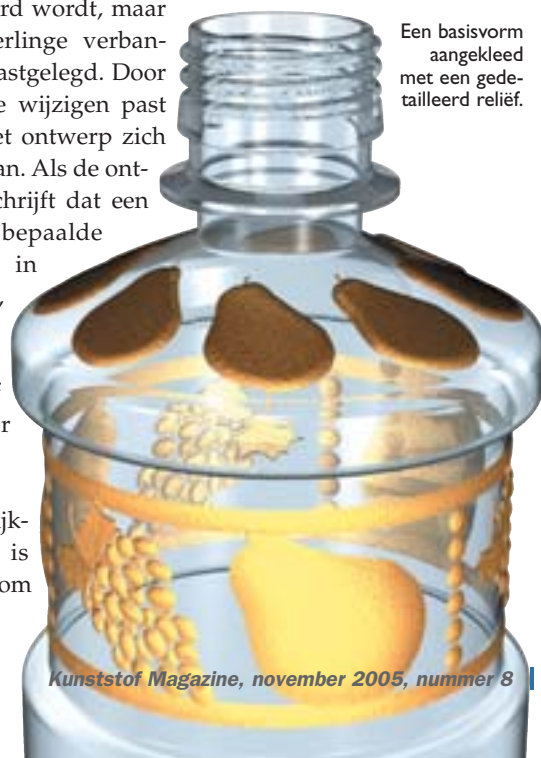 rd wordt, maar
erlinge verban-
astgelegd. Door
e wijzigen past
et ontwerp zich
an. Als de ont-
chrijft dat een
bepaalde
in
r
ijk-
is
om
Een basisvorm
aangekleed
met een gede-
tailleerd reliëf.
Kunststof Magazine, november 2005, nummer 8